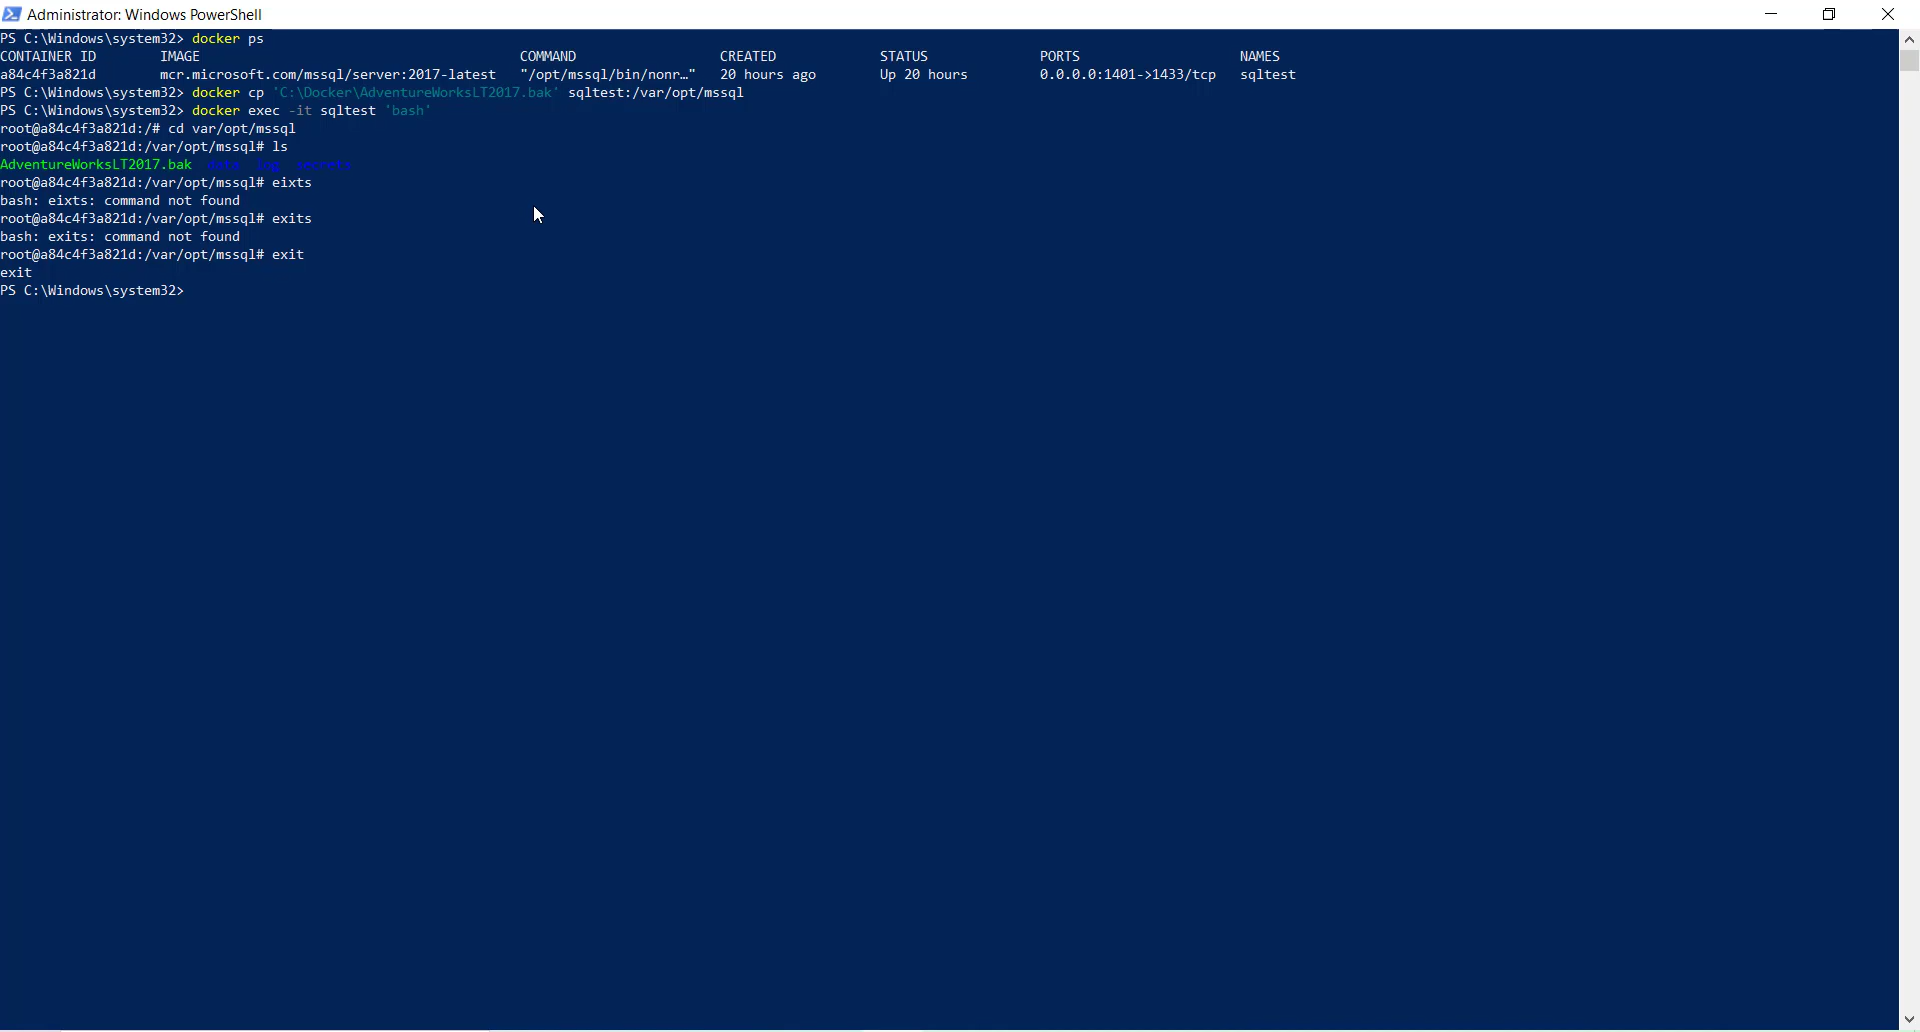 Administrator: Windows PowerShell
PS C:\Windows\system32> docker ps
CONTAINER ID IMAGE COMMAND CREATED STATUS PORTS NAMES
a84c4f3a821d mcr.microsoft.com/mssql/server:2017-latest "/opt/mssql/bin/nonr…" 20 hours ago Up 20 hours 0.0.0.0:1401->1433/tcp sqltest
PS C:\Windows\system32> docker cp 'C:\Docker\AdventureWorksLT2017.bak' sqltest:/var/opt/mssql
PS C:\Windows\system32> docker exec -it sqltest 'bash'
root@a84c4f3a821d:/# cd var/opt/mssql
root@a84c4f3a821d:/var/opt/mssql# ls
AdventureWorksLT2017.bak data log secrets
root@a84c4f3a821d:/var/opt/mssql# eixts
bash: eixts: command not found
root@a84c4f3a821d:/var/opt/mssql# exits
bash: exits: command not found
root@a84c4f3a821d:/var/opt/mssql# exit
exit
PS C:\Windows\system32>